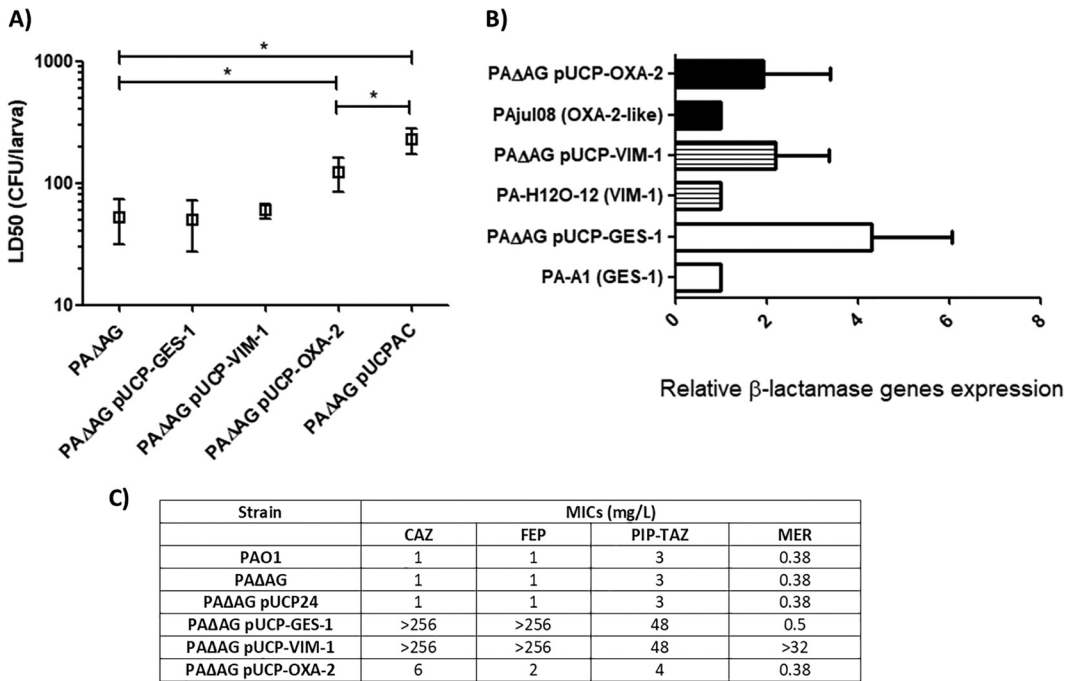 A)
LD50 (CFU/larva)
1000
100
10
*
*
*
PAΔAG
PAΔAG pUCP-GES-1
PAΔAG pUCP-VIM-1
PAΔAG pUCP-OXA-2
PAΔAG pUCPAC
B)
PAΔAG pUCP-OXA-2
PAjul08 (OXA-2-like)
PAΔAG pUCP-VIM-1
PA-H12O-12 (VIM-1)
PAΔAG pUCP-GES-1
PA-A1 (GES-1)
0 2 4 6 8
Relative β-lactamase genes expression
C)
Strain MICs (mg/L)
CAZ FEP PIP-TAZ MER
PAO1 1 1 3 0.38
PAΔAG 1 1 3 0.38
PAΔAG pUCP24 1 1 3 0.38
PAΔAG pUCP-GES-1 >256 >256 48 0.5
PAΔAG pUCP-VIM-1 >256 >256 48 >32
PAΔAG pUCP-OXA-2 6 2 4 0.38